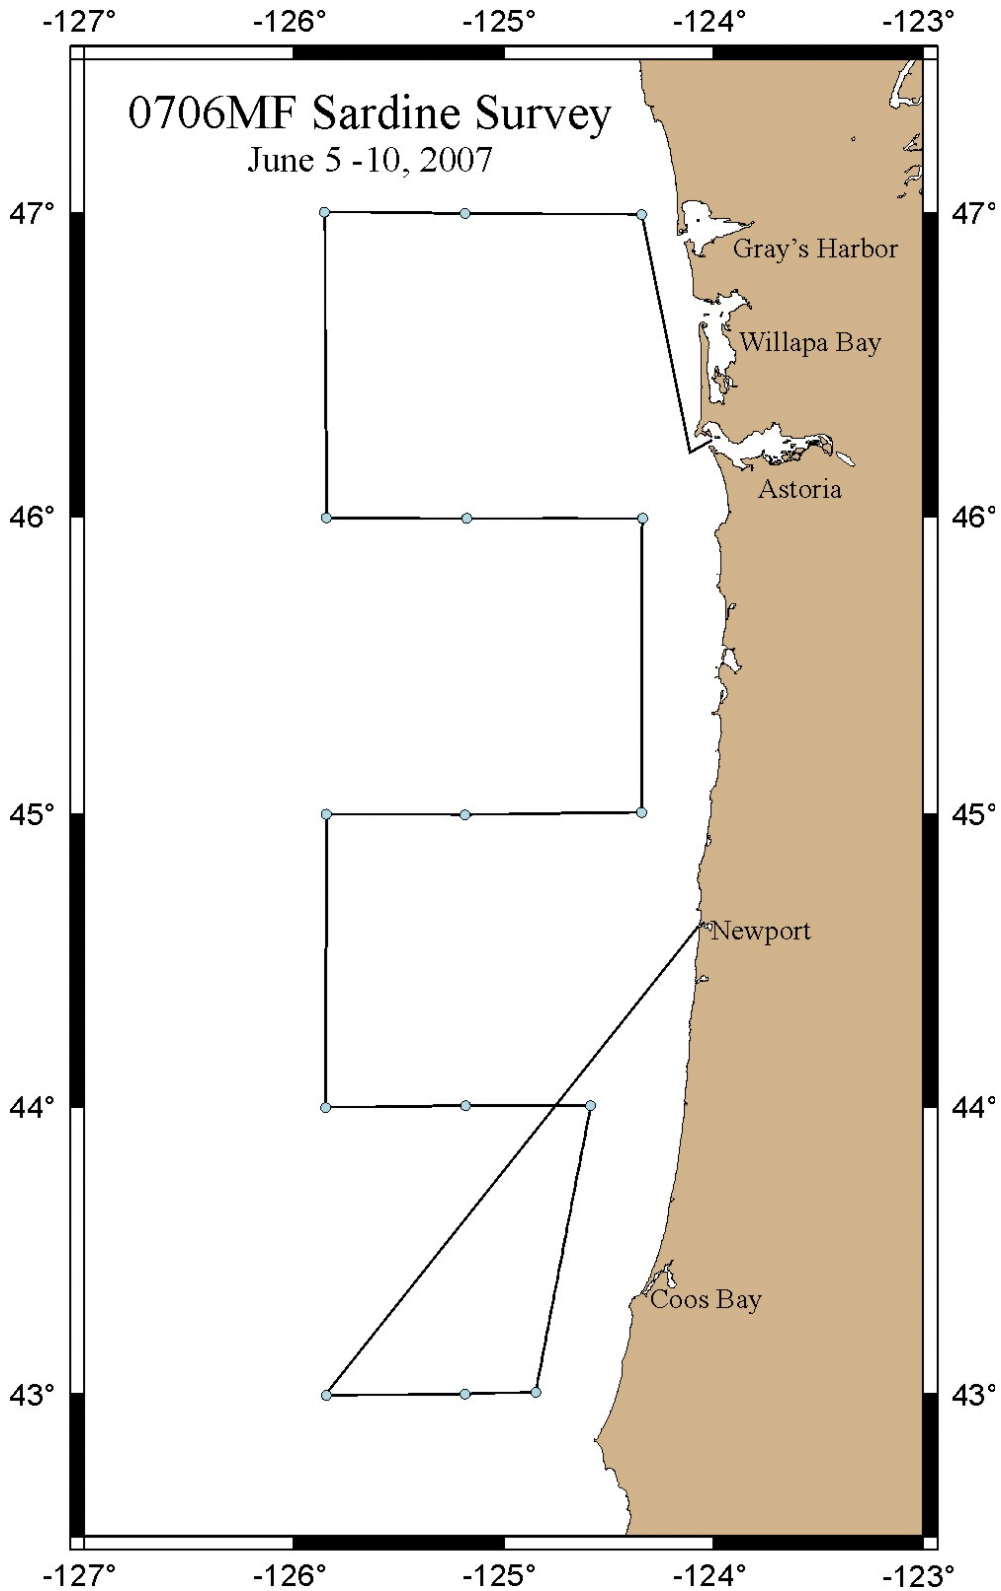 -127° -126° -125° -124° -123°
0706MF Sardine Survey
June 5 -10, 2007
47° 47°
Gray's Harbor
Willapa Bay
Astoria
46° 46°
45° 45°
Newport
44° 44°
Coos Bay
43° 43°
-127° -126° -125° -124° -123°